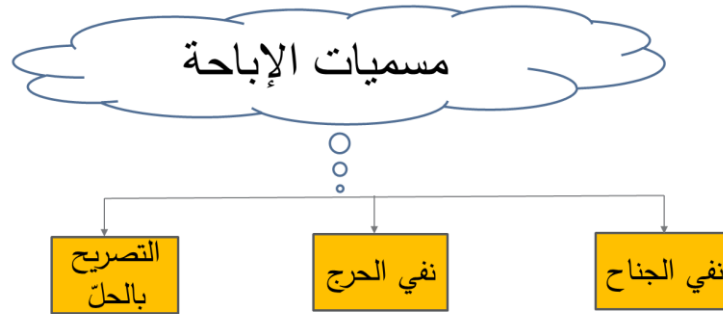 مسميات الإباحة
نفي الجناح
نفي الحرج
التصريح
بالحلّ